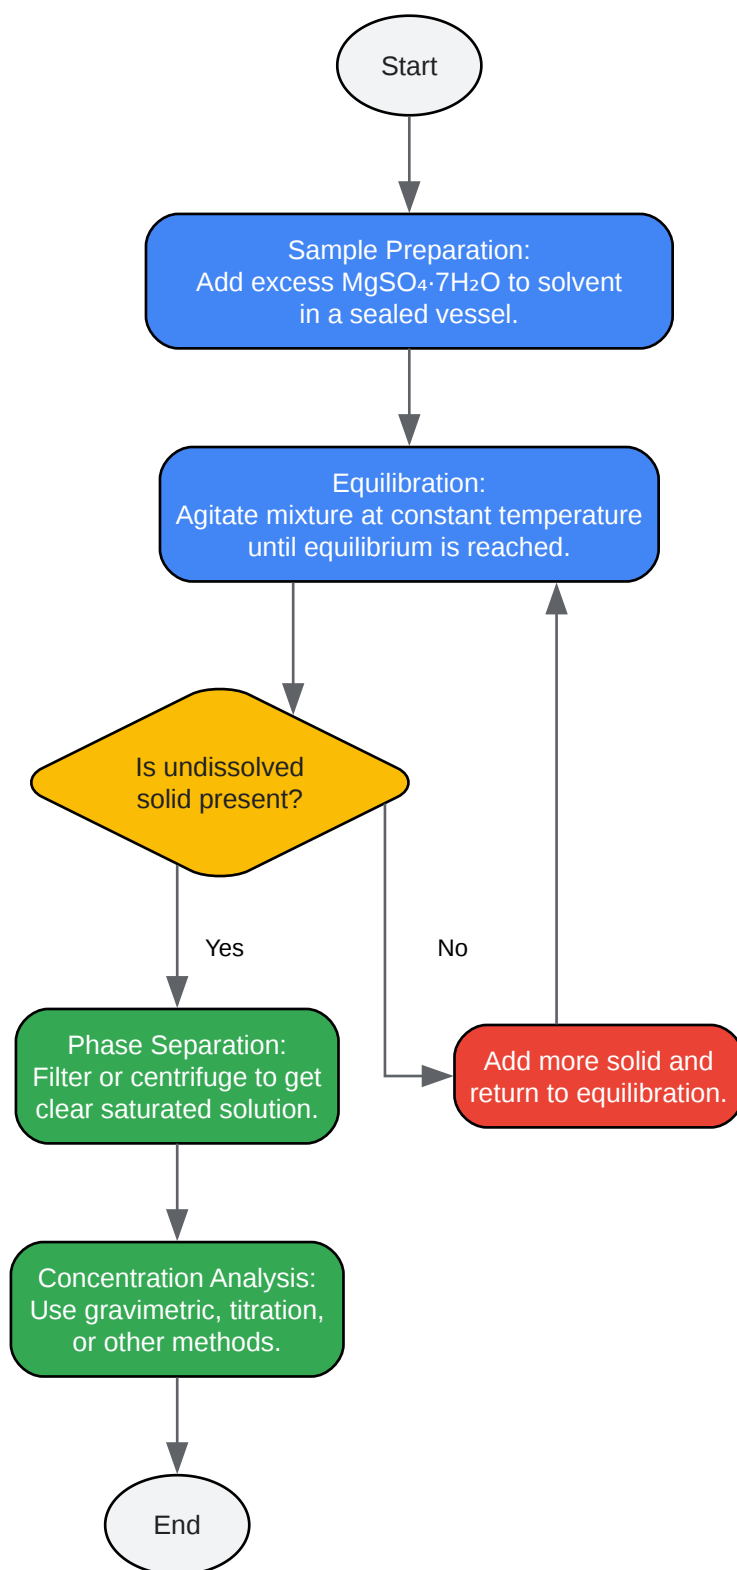 Start
Sample Preparation:
Add excess MgSO₄·7H₂O to solvent
in a sealed vessel.
Equilibration:
Agitate mixture at constant temperature
until equilibrium is reached.
Is undissolved
solid present?
Yes
No
Phase Separation:
Filter or centrifuge to get
clear saturated solution.
Add more solid and
return to equilibration.
Concentration Analysis:
Use gravimetric, titration,
or other methods.
End